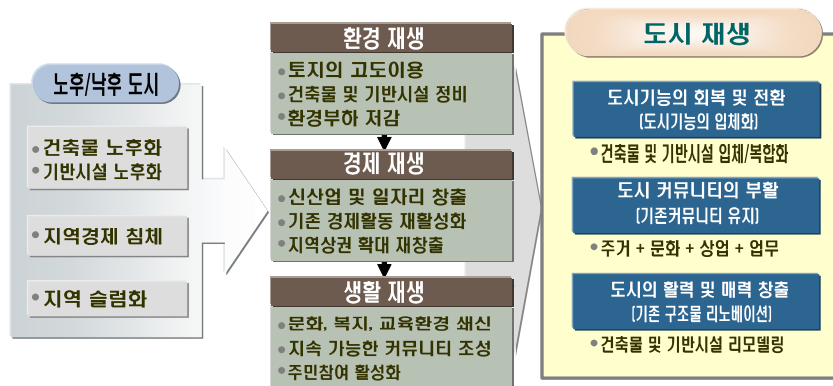 노후/낙후 도시
• 건축물 노후화
• 기반시설 노후화
• 지역경제 침체
• 지역 슬럼화
환경 재생
• 토지의 고도이용
• 건축물 및 기반시설 정비
• 환경부하 저감
경제 재생
• 신산업 및 일자리 창출
• 기존 경제활동 재활성화
• 지역상권 확대 재창출
생활 재생
• 문화, 복지, 교육환경 쇄신
• 지속 가능한 커뮤니티 조성
• 주민참여 활성화
도시 재생
도시기능의 회복 및 전환
(도시기능의 입체화)
• 건축물 및 기반시설 입체/복합화
도시 커뮤니티의 부활
(기존커뮤니티 유지)
• 주거 + 문화 + 상업 + 업무
도시의 활력 및 매력 창출
(기존 구조물 리노베이션)
• 건축물 및 기반시설 리모델링